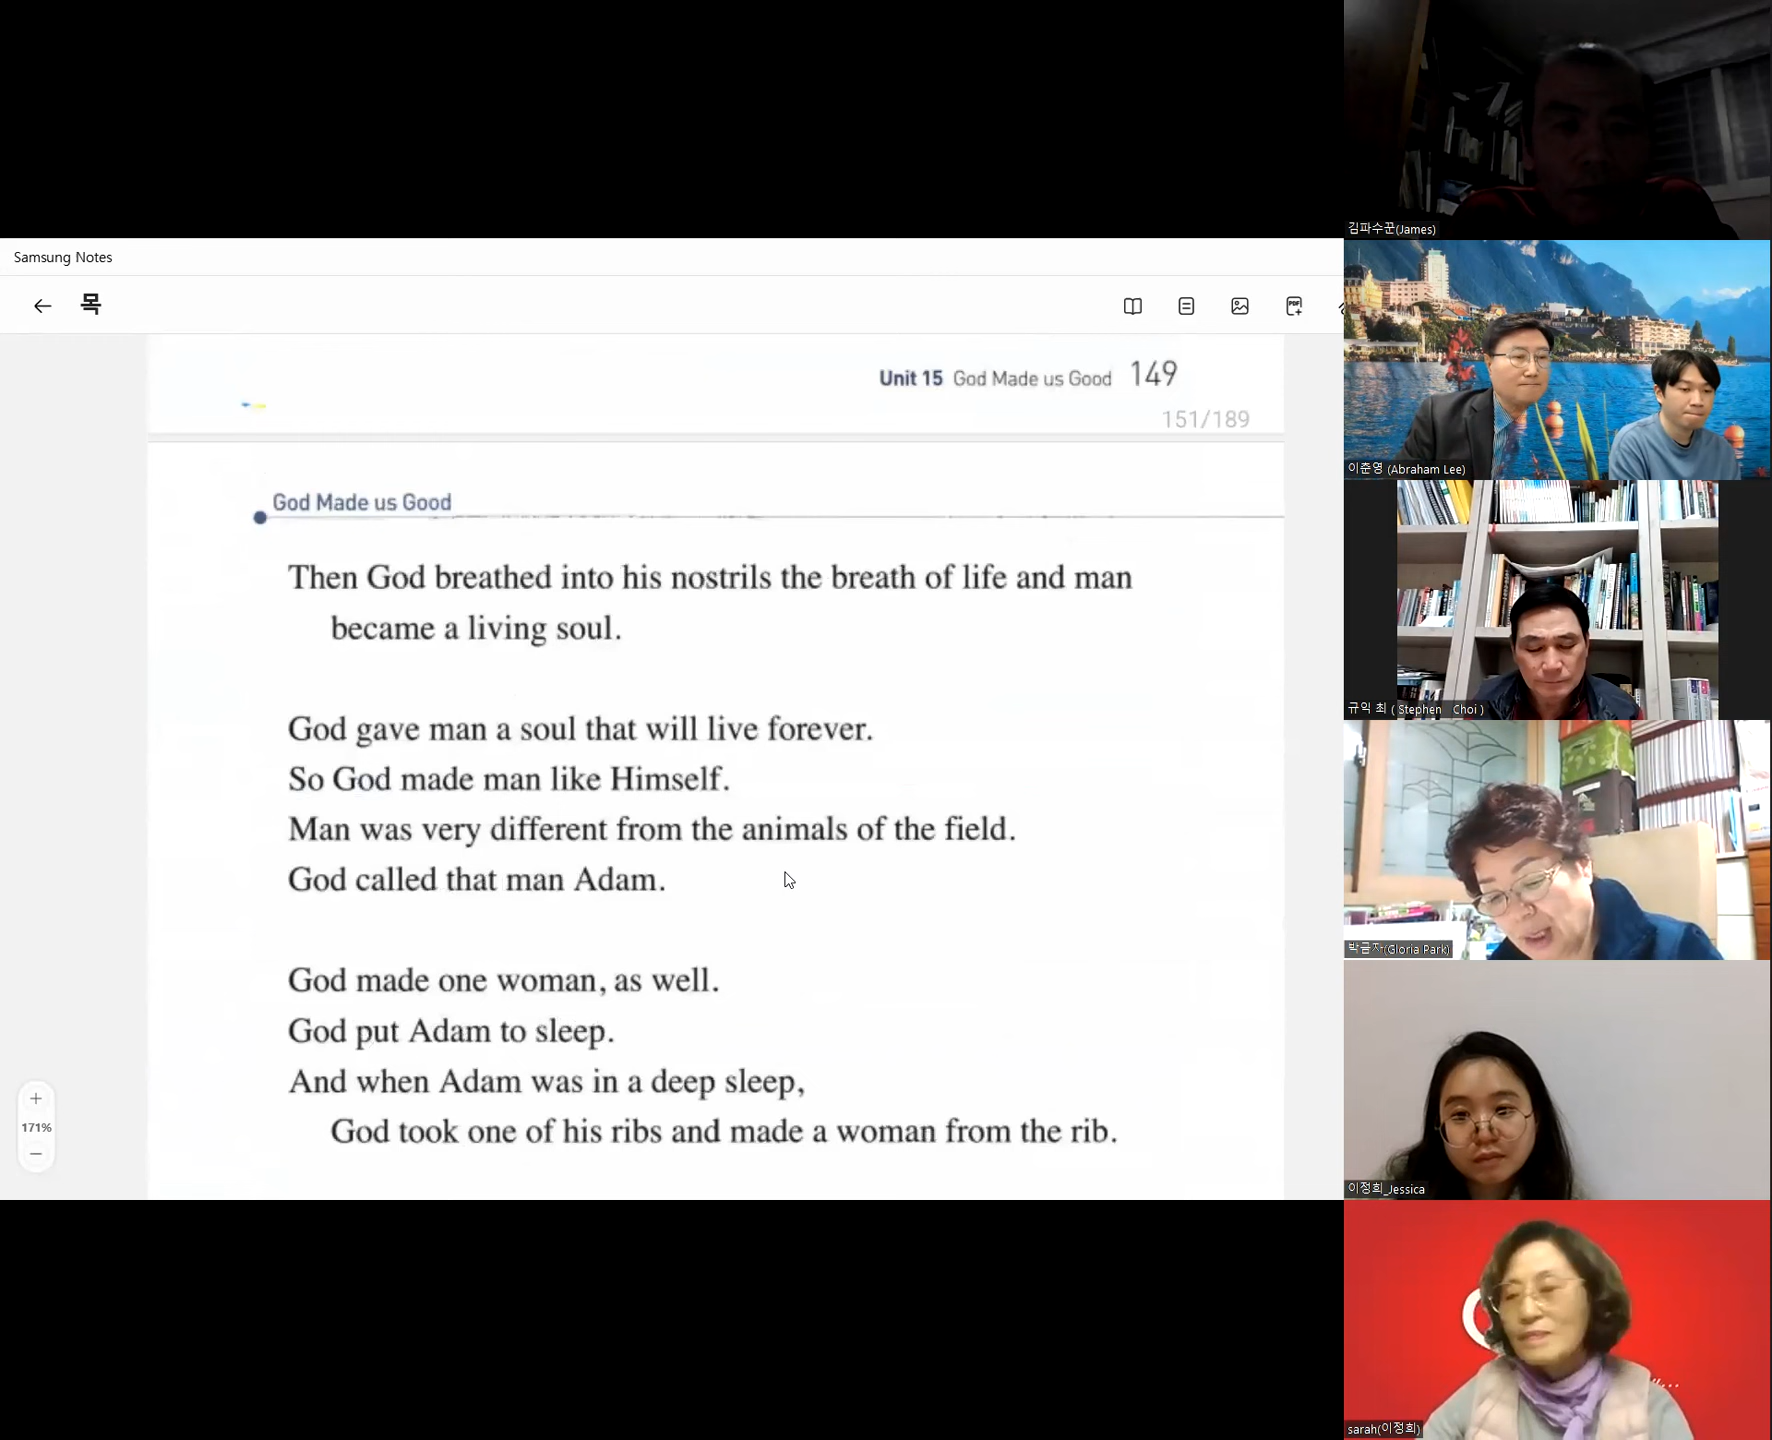 Samsung Notes
목
PDF
Unit 15 God Made us Good 149
151/189
God Made us Good
Then God breathed into his nostrils the breath of life and man
became a living soul.
God gave man a soul that will live forever.
So God made man like Himself.
Man was very different from the animals of the field.
God called that man Adam.
God made one woman, as well.
God put Adam to sleep.
And when Adam was in a deep sleep,
God took one of his ribs and made a woman from the rib.
171%
김파수꾼(James)
이춘영 (Abraham Lee)
규익 최 ( Stephen Choi )
박금자(Gloria Park)
이정희_Jessica
sarah(이정희)